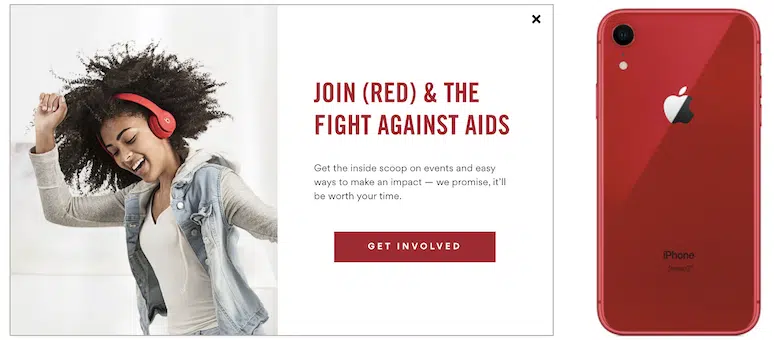 JOIN (RED) & THE
FIGHT AGAINST AIDS
Get the inside scoop on events and easy
ways to make an impact — we promise, it'll
be worth your time.
GET INVOLVED
iPhone